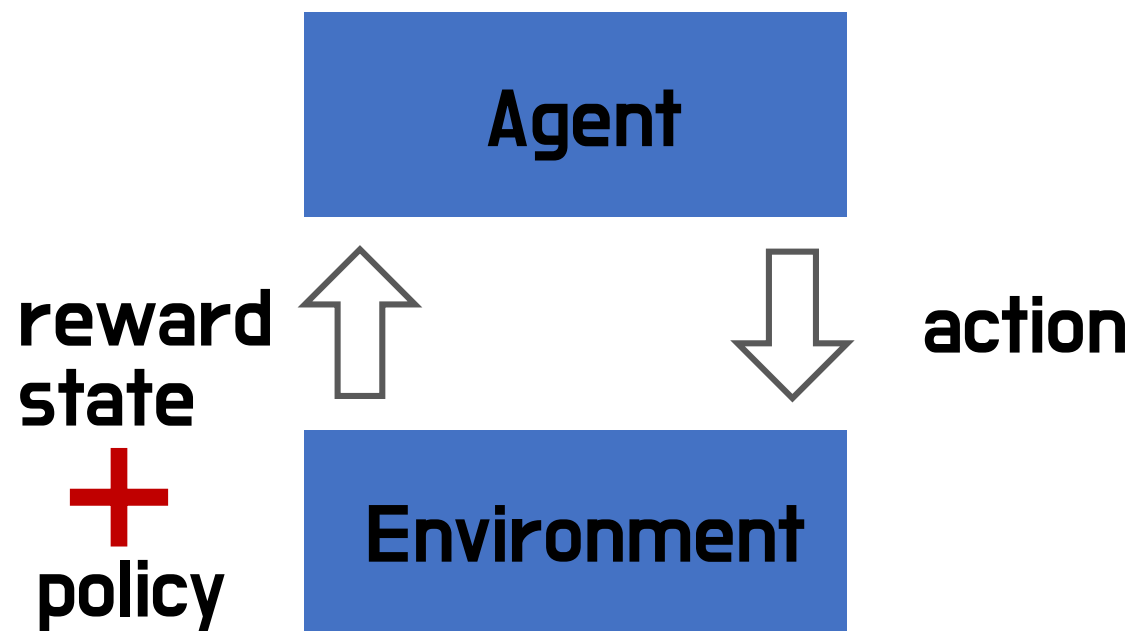 Agent
reward
state
action
+
policy
Environment